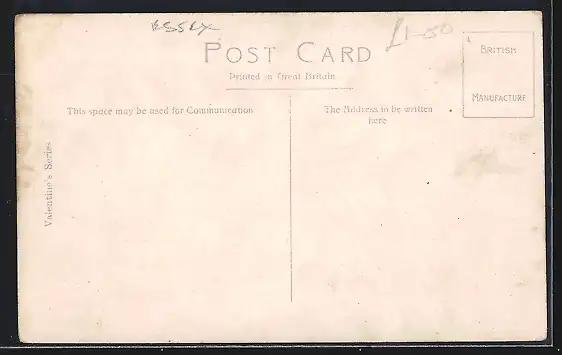 ESSEX
£1-50
POST CARD
Printed in Great Britain
BRITISH
MANUFACTURE
This space may be used for Communication
The Address to be written
here
Valentine's Series